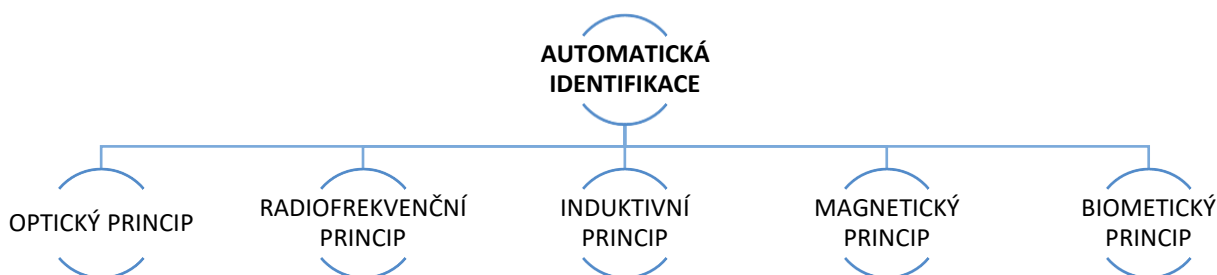 AUTOMATICKÁ
IDENTIFIKACE
OPTICKÝ PRINCIP
RADIOFREKVENČNÍ
PRINCIP
INDUKTIVNÍ
PRINCIP
MAGNETICKÝ
PRINCIP
BIOMETICKÝ
PRINCIP